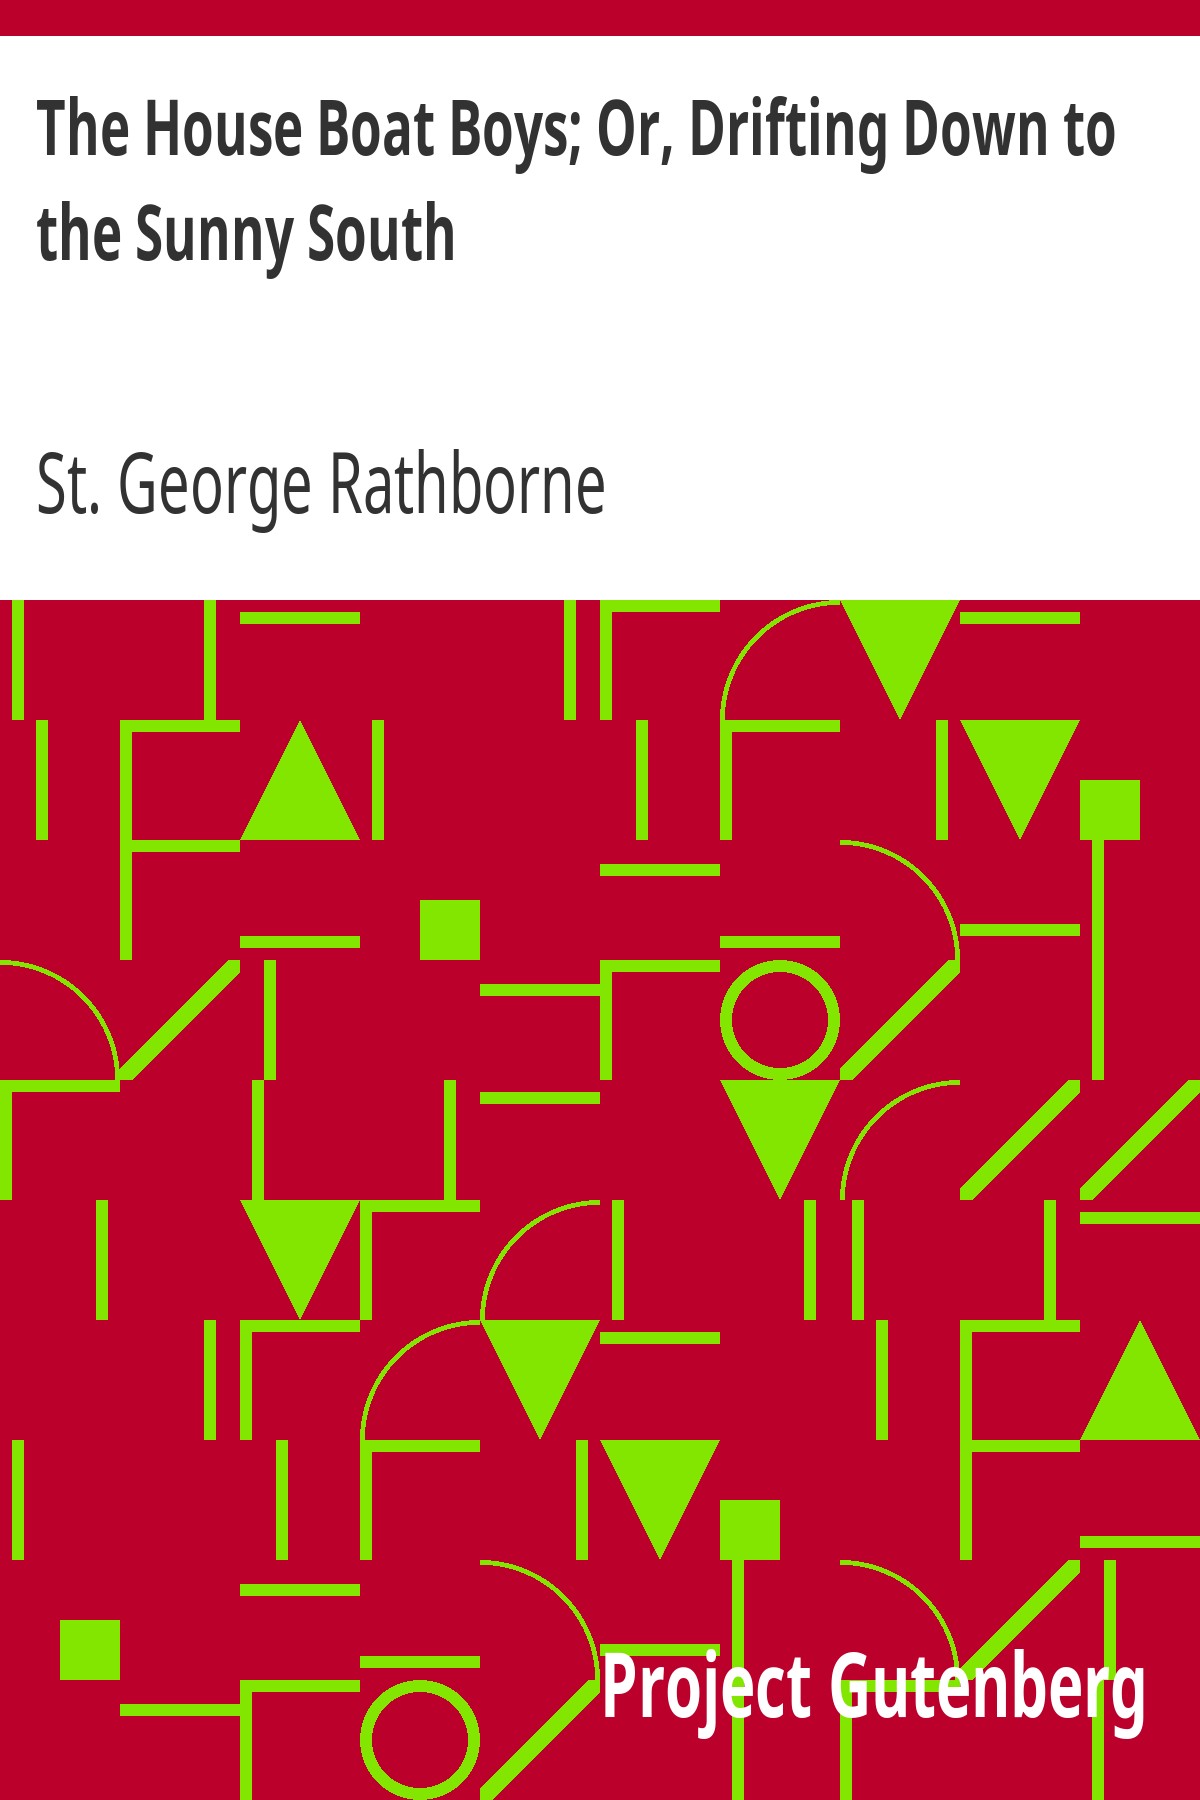 The House Boat Boys; Or, Drifting Down to
the Sunny South
St. George Rathborne
Project Gutenberg